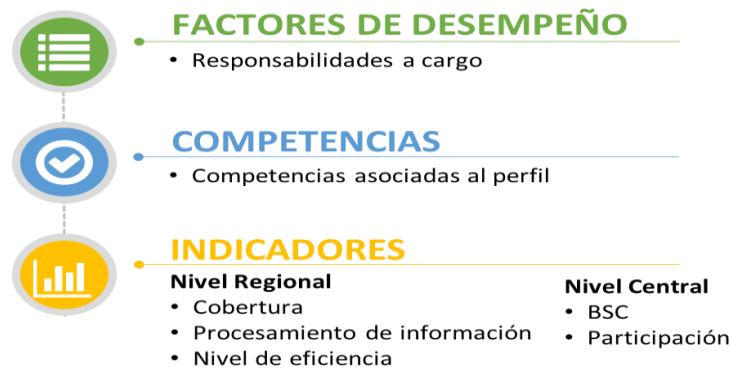 FACTORES DE DESEMPEÑO
• Responsabilidades a cargo
COMPETENCIAS
• Competencias asociadas al perfil
INDICADORES
Nivel Regional
• Cobertura
• Procesamiento de información
• Nivel de eficiencia
Nivel Central
• BSC
• Participación